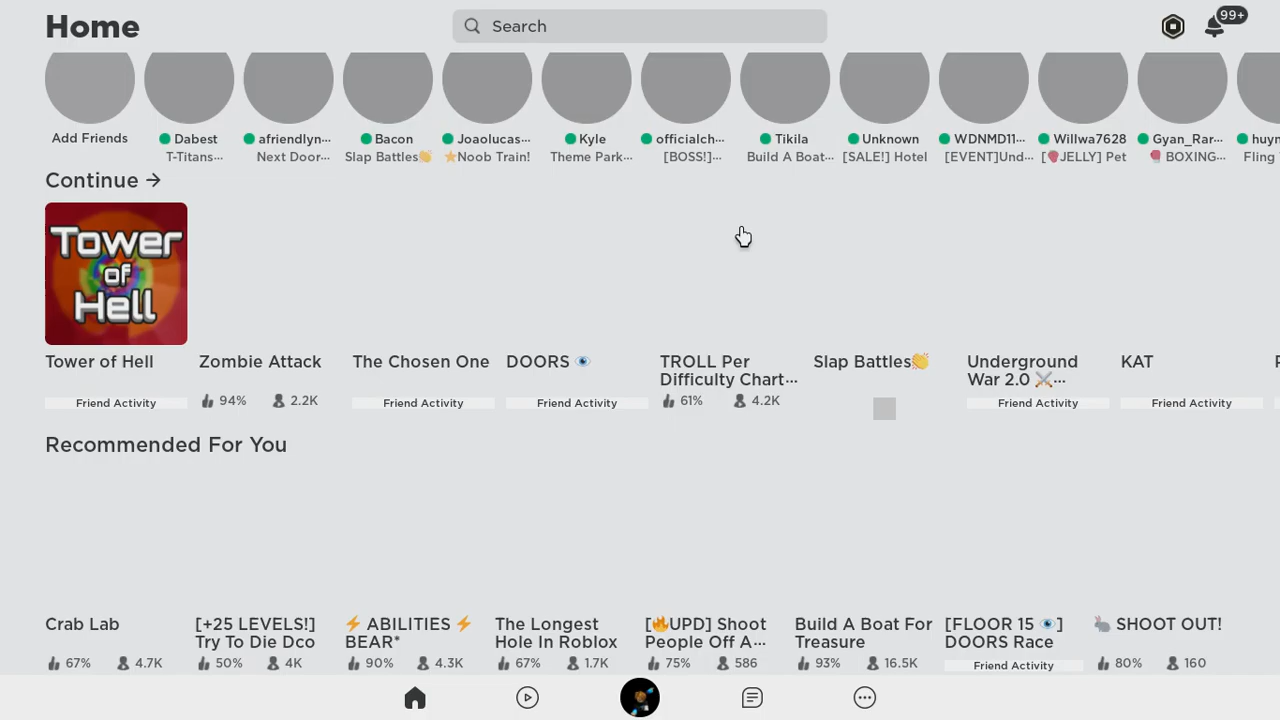 Home
Search
99+
Add Friends
Dabest
afriendlyn...
Bacon
Joaolucas...
Kyle
officialch...
Tikila
Unknown
WDNMD11...
Willwa7628
Gyan_Rar...
huyn
T-Titans...
Next Door...
Slap Battles👏
⭐Noob Train!
Theme Park...
[BOSS!]...
Build A Boat...
[SALE!] Hotel
[EVENT]Und...
[🎈JELLY] Pet
🥊 BOXING...
Fling
Continue →
Tower
of
Hell
Tower of Hell
Zombie Attack
The Chosen One
DOORS 👁️
TROLL Per
Difficulty Chart...
Slap Battles👏
Underground
War 2.0 ⚔️...
KAT
Friend Activity
94%
2.2K
Friend Activity
Friend Activity
61%
4.2K
Friend Activity
Friend Activity
Recommended For You
Crab Lab
[+25 LEVELS!]
Try To Die Dco
⚡ ABILITIES ⚡
BEAR*
The Longest
Hole In Roblox
[🔥UPD] Shoot
People Off A...
Build A Boat For
Treasure
[FLOOR 15 👁️]
DOORS Race
🐇 SHOOT OUT!
67%
4.7K
50%
4K
90%
4.3K
67%
1.7K
75%
586
93%
16.5K
Friend Activity
80%
160